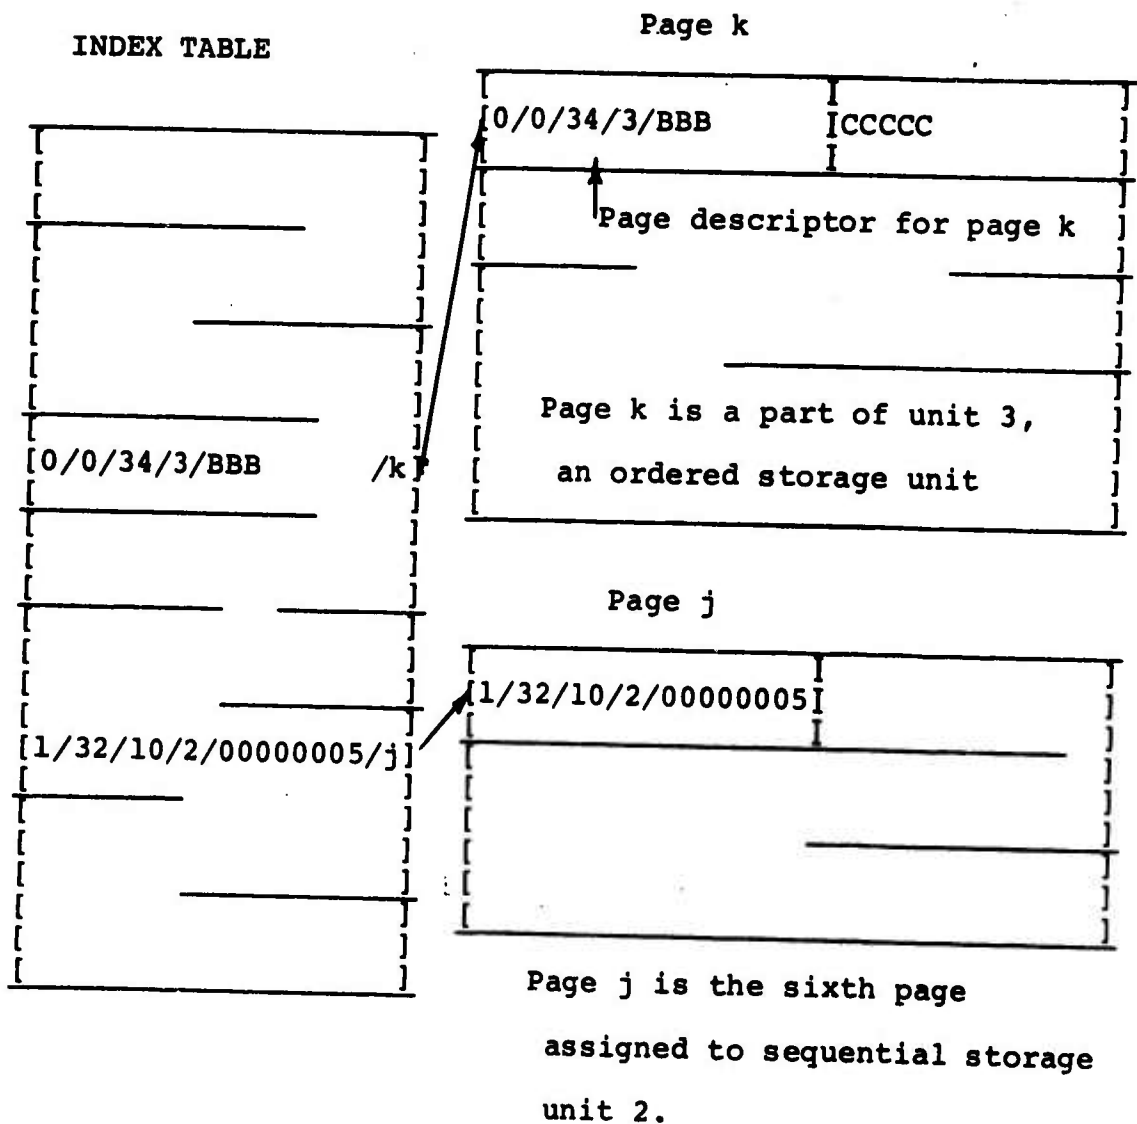 INDEX TABLE
Page k
0/0/34/3/BBB
CCCCC
Page descriptor for page k
Page k is a part of unit 3,
an ordered storage unit
0/0/34/3/BBB /k
Page j
1/32/10/2/00000005
1/32/10/2/00000005/j
Page j is the sixth page
assigned to sequential storage
unit 2.